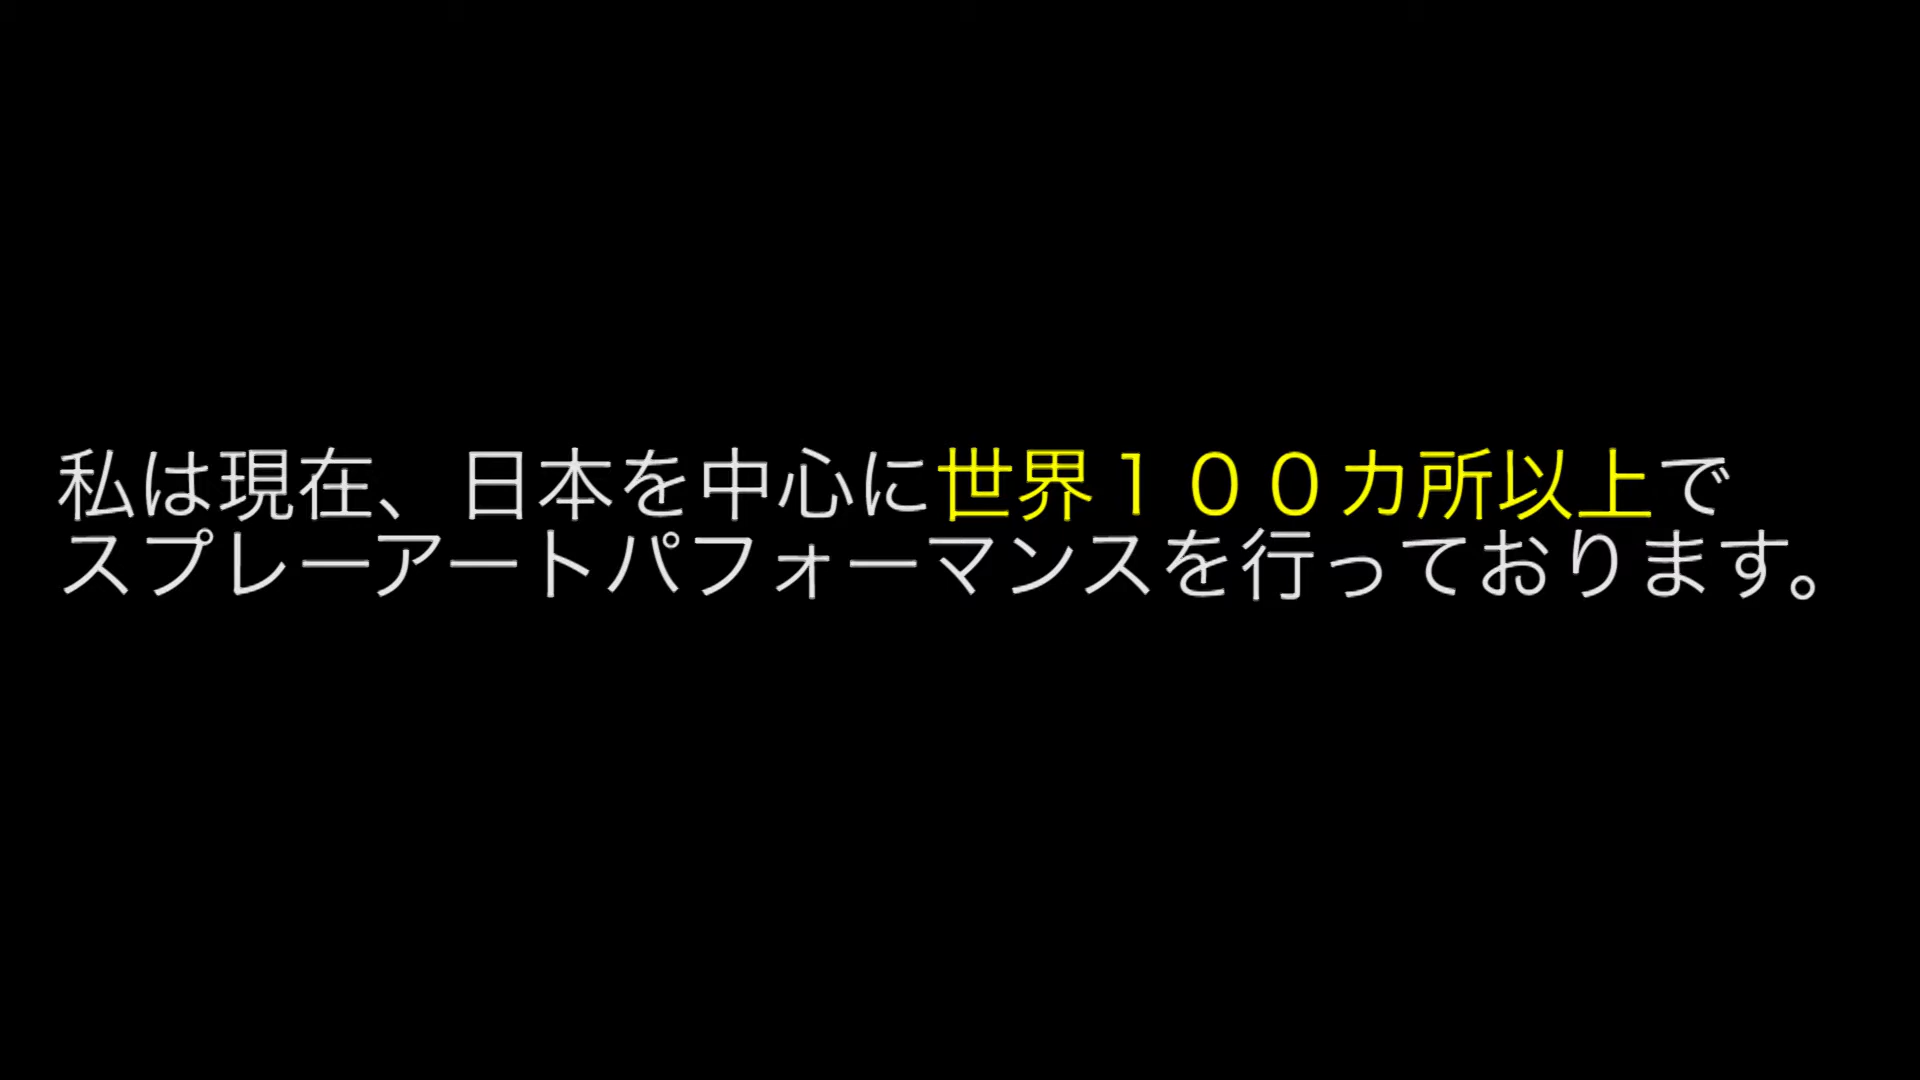 私は現在、日本を中心に世界１００カ所以上で
スプレーアートパフォーマンスを行っております。